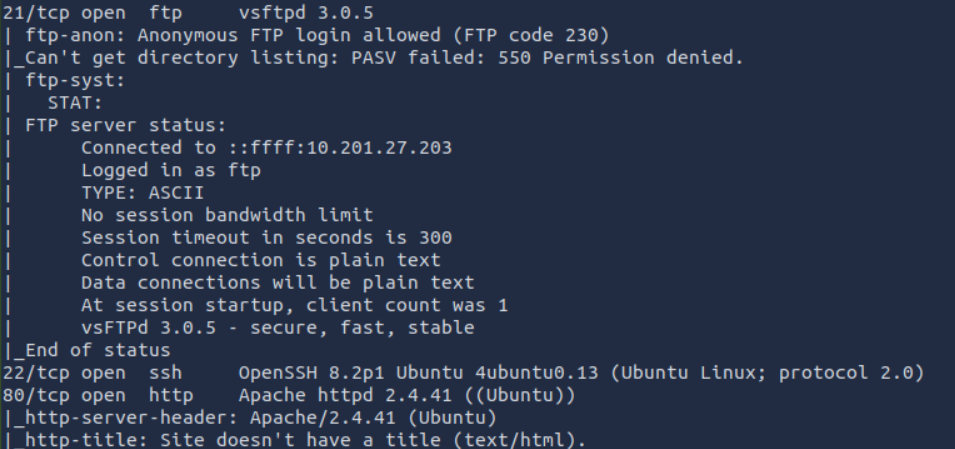 21/tcp open  ftp     vsftpd 3.0.5
| ftp-anon: Anonymous FTP login allowed (FTP code 230)
|_Can't get directory listing: PASV failed: 550 Permission denied.
| ftp-syst:
|   STAT:
| FTP server status:
|      Connected to ::ffff:10.201.27.203
|      Logged in as ftp
|      TYPE: ASCII
|      No session bandwidth limit
|      Session timeout in seconds is 300
|      Control connection is plain text
|      Data connections will be plain text
|      At session startup, client count was 1
|      vsFTPd 3.0.5 - secure, fast, stable
|_End of status
22/tcp open  ssh     OpenSSH 8.2p1 Ubuntu 4ubuntu0.13 (Ubuntu Linux; protocol 2.0)
80/tcp open  http    Apache httpd 2.4.41 ((Ubuntu))
|_http-server-header: Apache/2.4.41 (Ubuntu)
|_http-title: Site doesn't have a title (text/html).